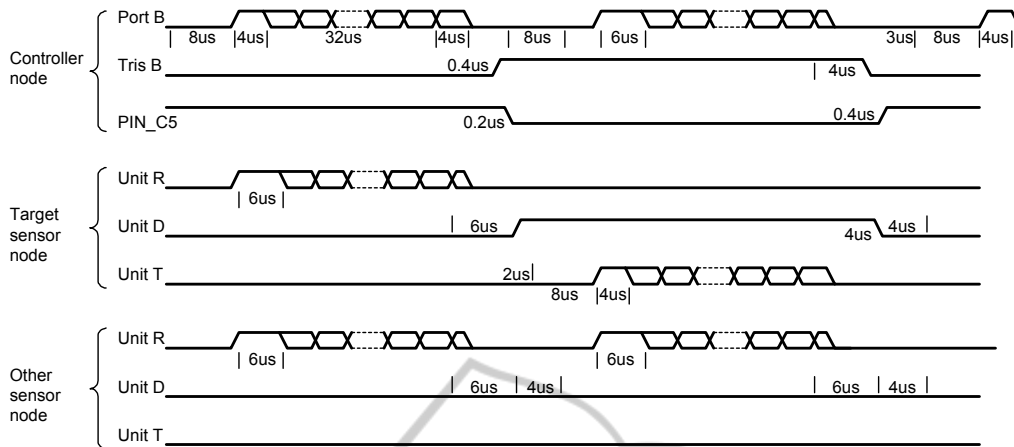 Port B
8us 4us 32us 4us 8us 6us 3us 8us 4us
Controller node
Tris B
0.4us 4us
PIN_C5
0.2us 0.4us
Unit R
6us
Target sensor node
Unit D
6us 4us 4us
Unit T
2us
8us 4us
Unit R
6us 6us
Other sensor node
Unit D
6us 4us 6us 4us
Unit T